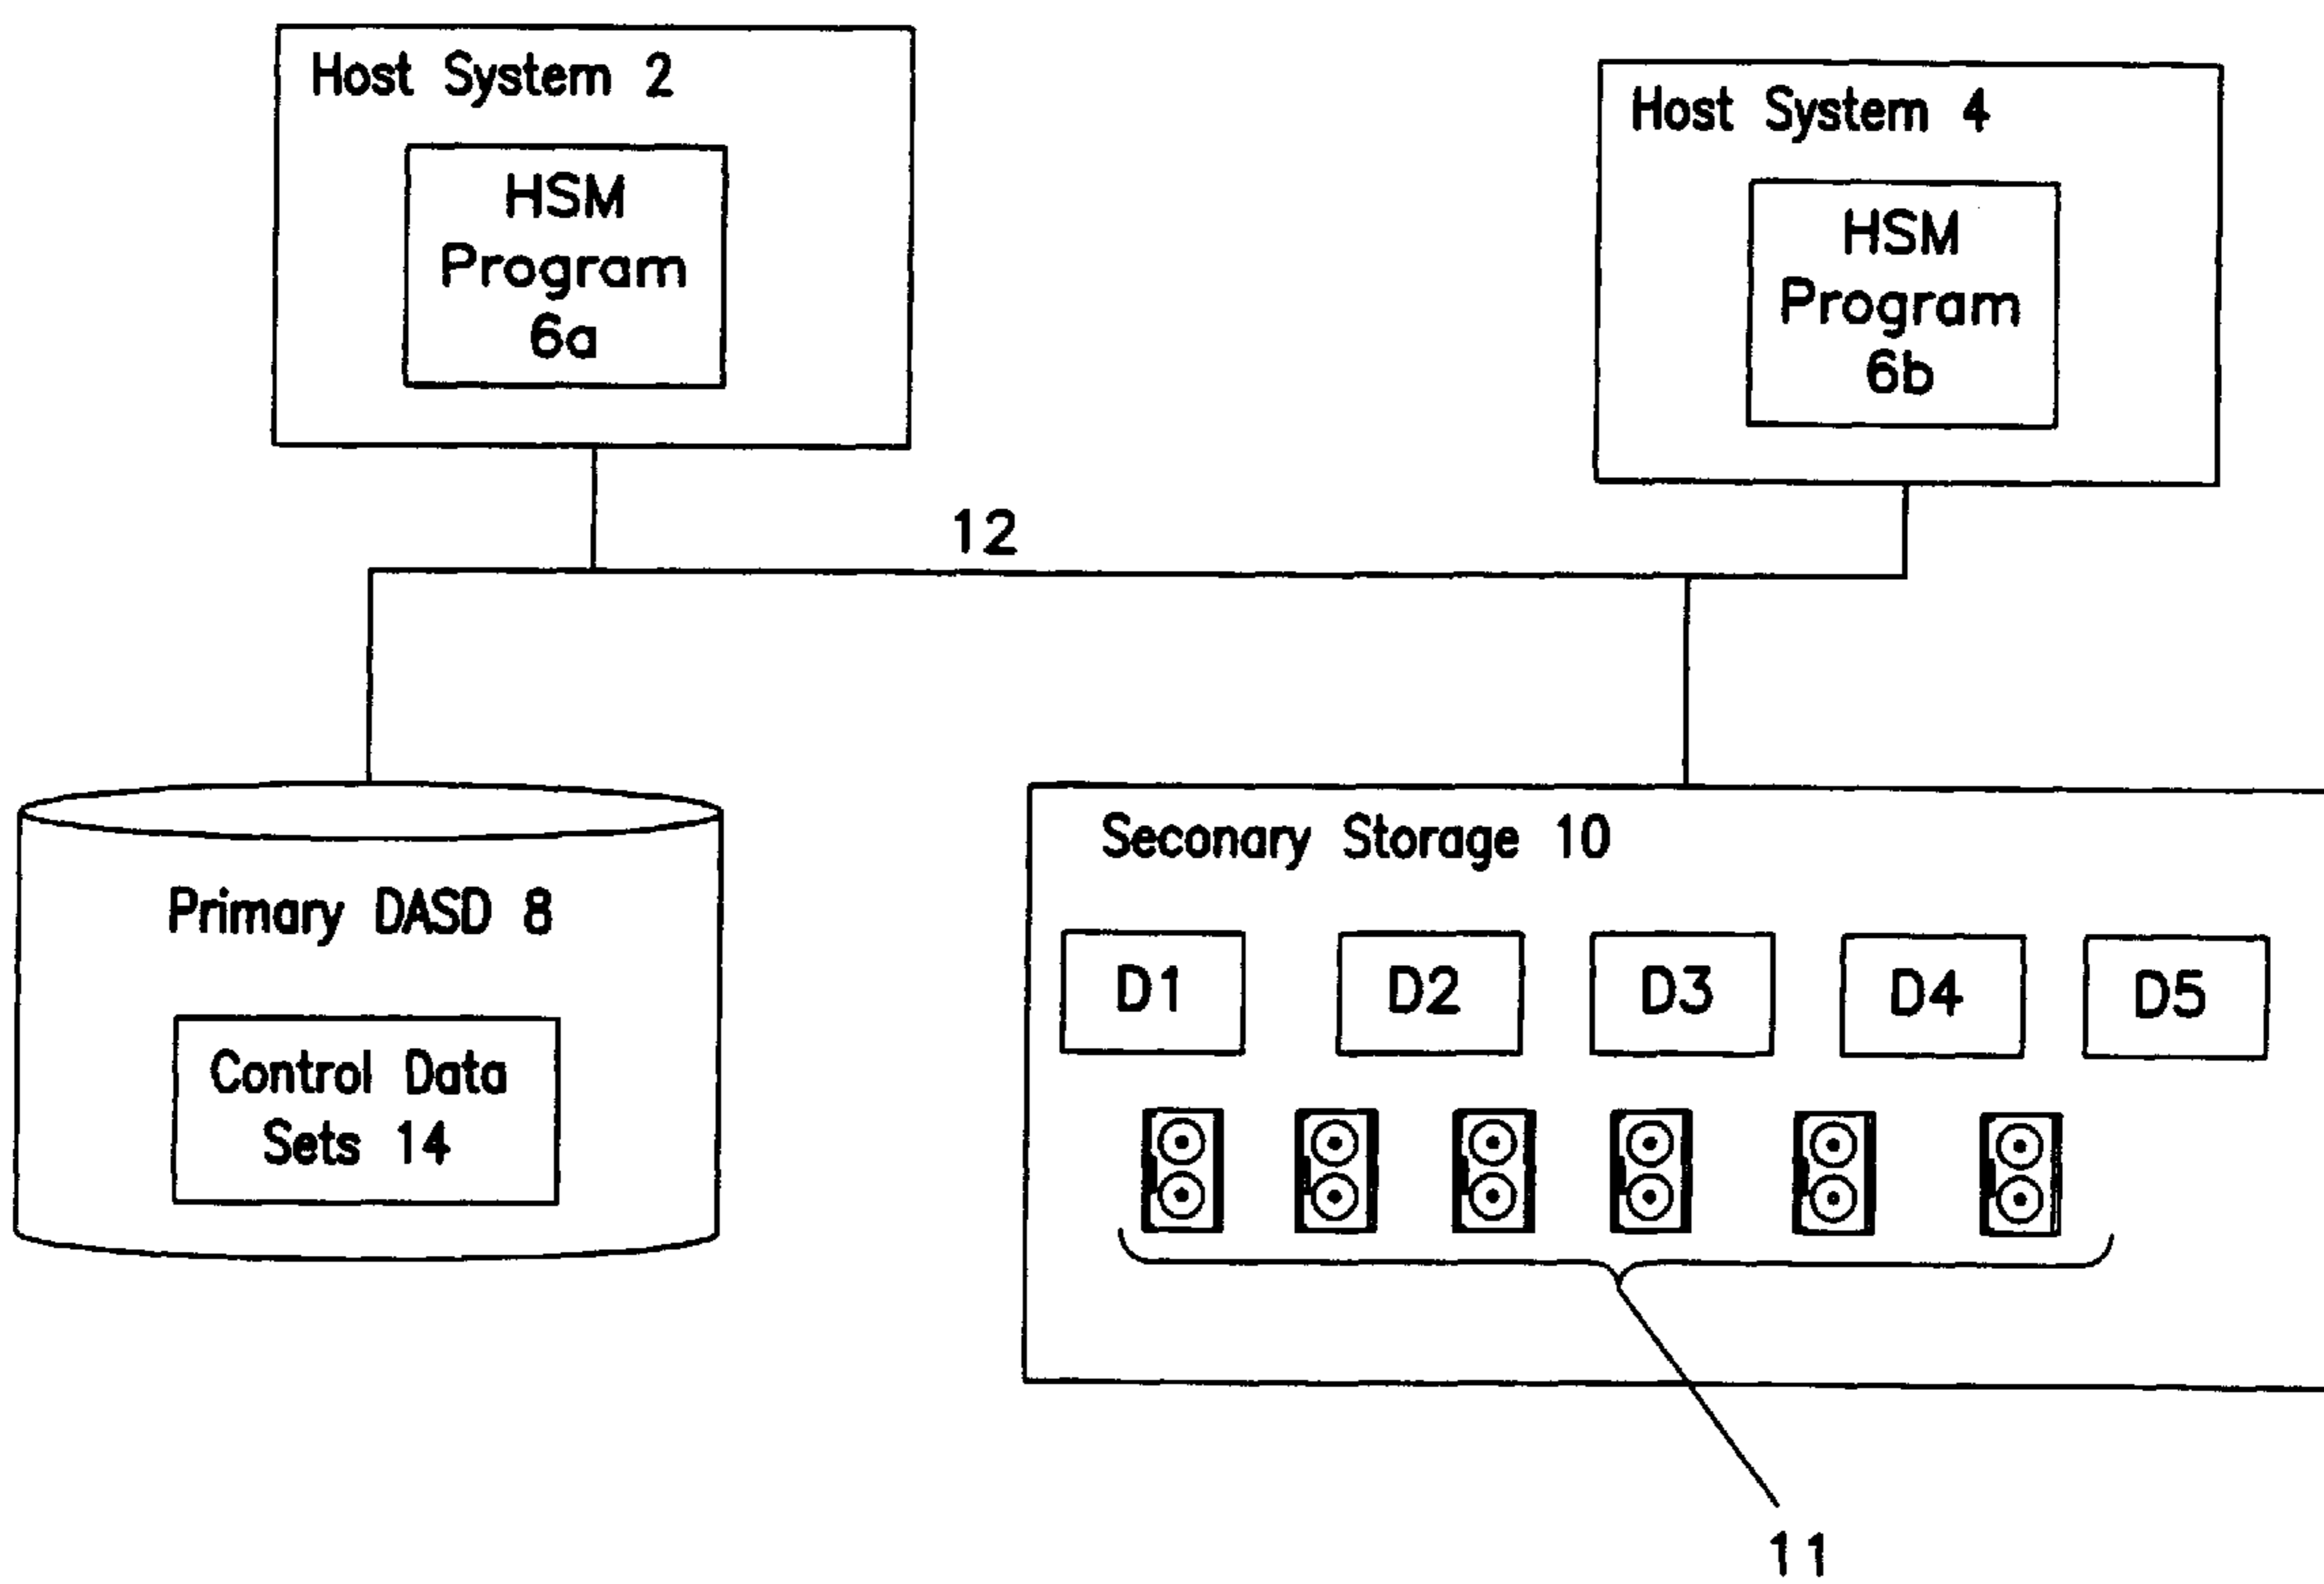 Host System 2
HSM
Program
6a
Host System 4
HSM
Program
6b
12
Primary DASD 8
Control Data
Sets 14
Seconary Storage 10
D1
D2
D3
D4
D5
11